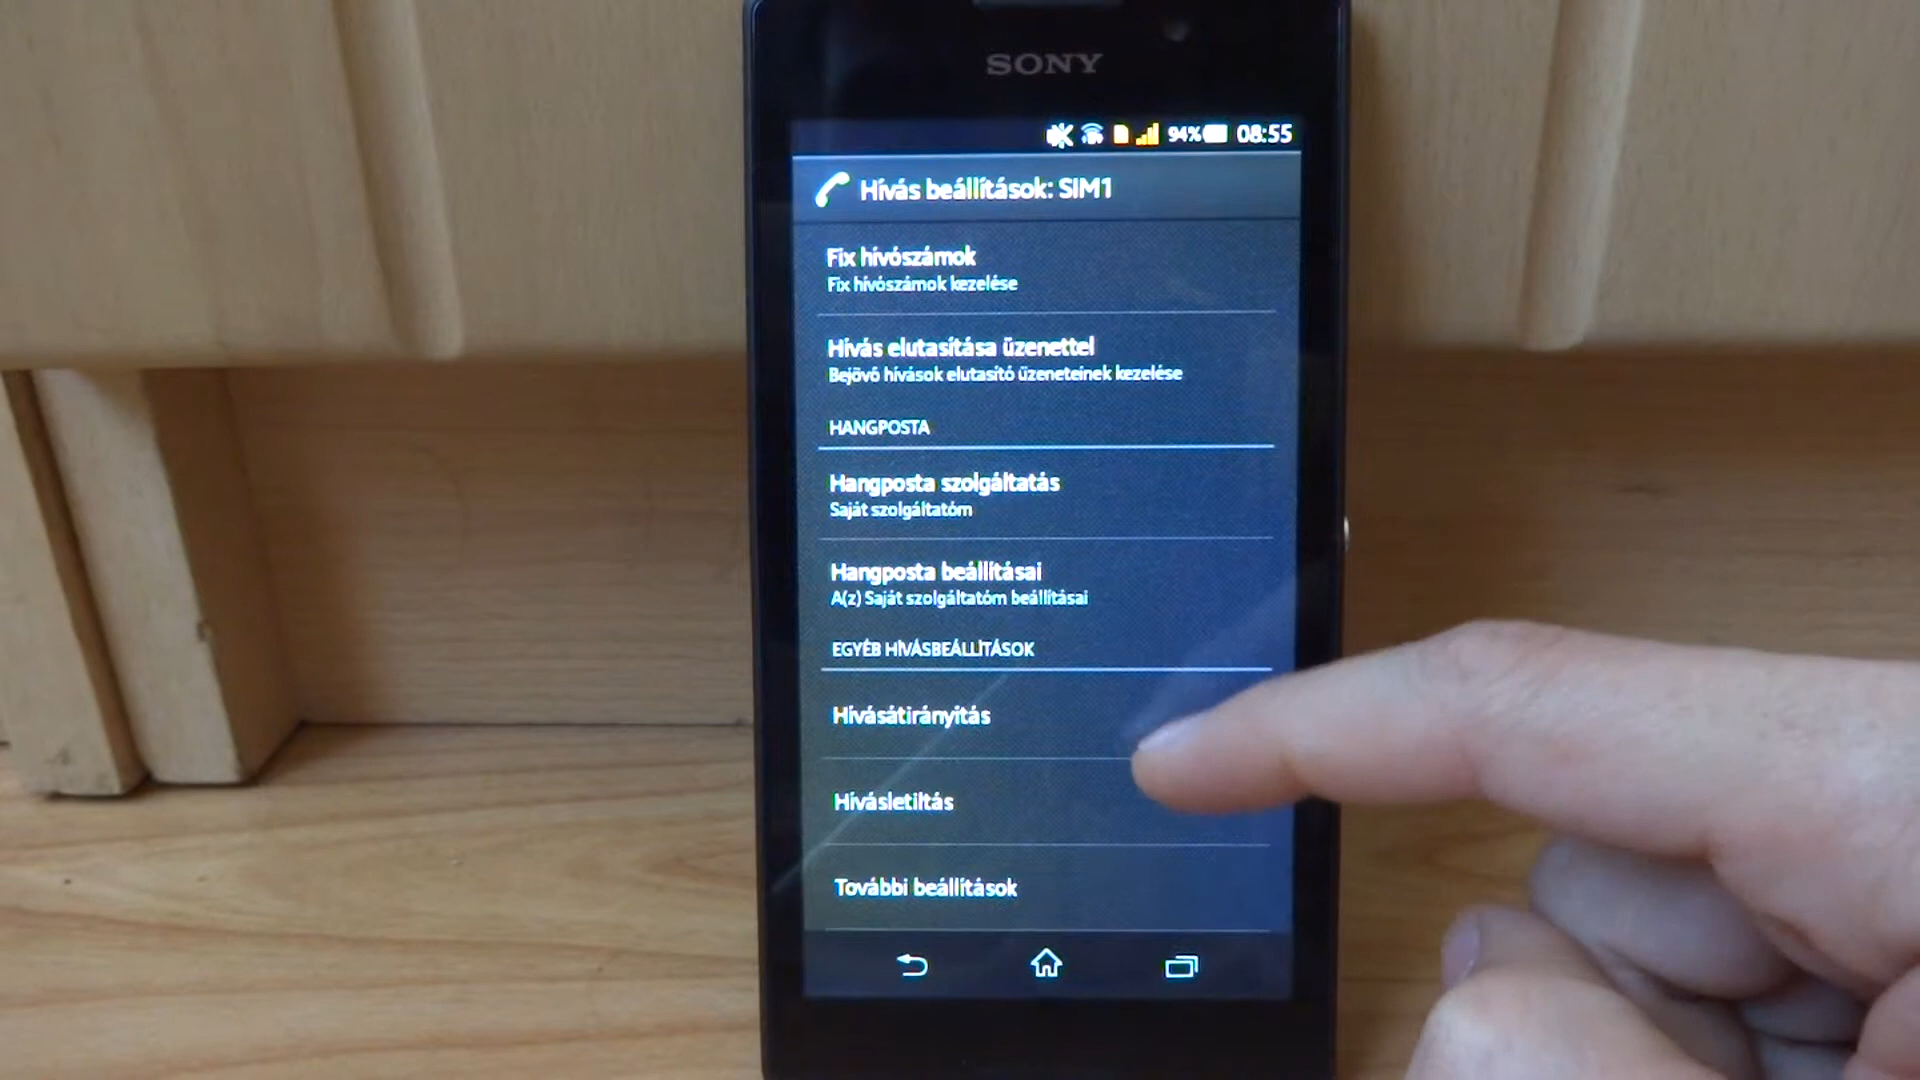 SONY
94% 08:55
Hívás beállítások: SIM1
Fix hívószámok
Fix hívószámok kezelése
Hívás elutasítása üzenettel
Bejövő hívások elutasító üzeneteinek kezelése
HANGPOSTA
Hangposta szolgáltatás
Saját szolgáltatóm
Hangposta beállításai
A(z) Saját szolgáltatóm beállításai
EGYÉB HÍVÁSBEÁLLÍTÁSOK
Hívásátirányítás
Hívásletiltás
További beállítások